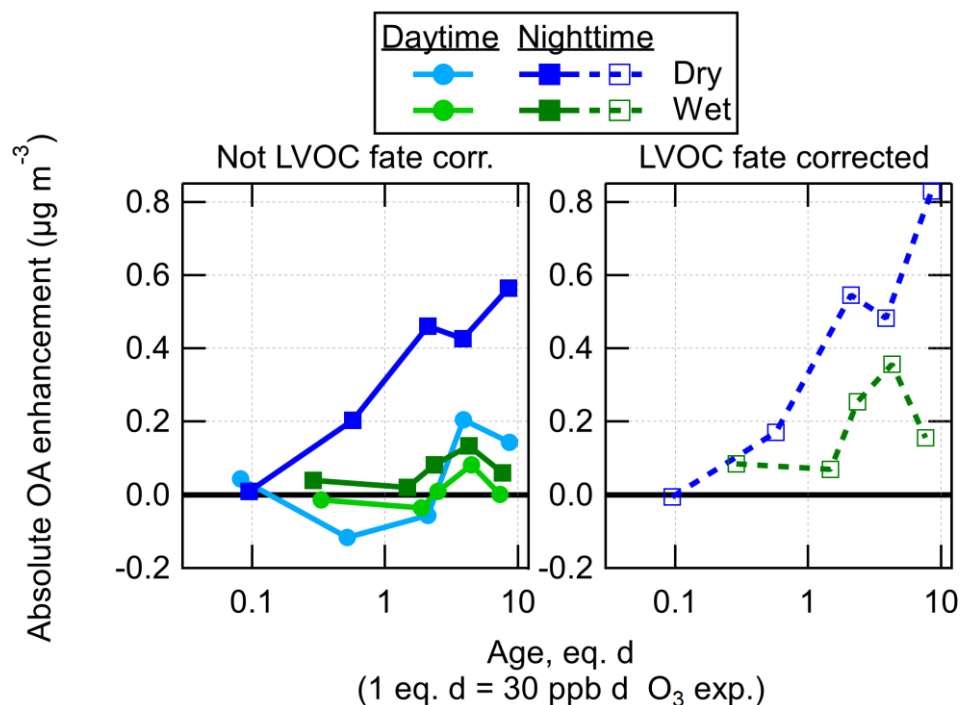 Daytime Nighttime
Dry
Wet
Not LVOC fate corr.
LVOC fate corrected
Absolute OA enhancement (µg m⁻³)
0.8
0.6
0.4
0.2
0.0
-0.2
0.1 1 10
0.8
0.6
0.4
0.2
0.0
-0.2
0.1 1 10
Age, eq. d
(1 eq. d = 30 ppb d O₃ exp.)